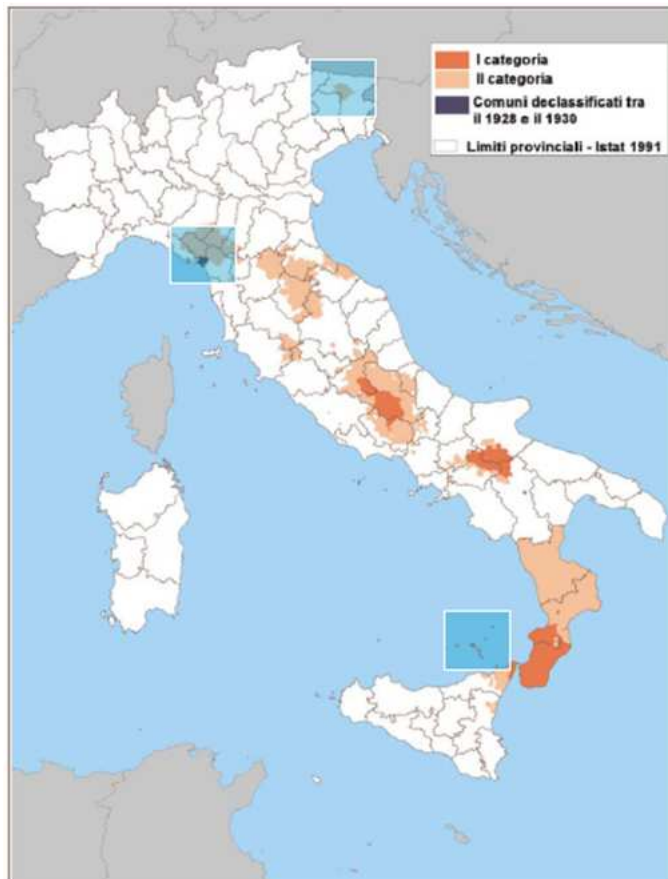 I categoria
II categoria
Comuni declassificati tra
il 1928 e il 1930
Limiti provinciali - Istat 1991